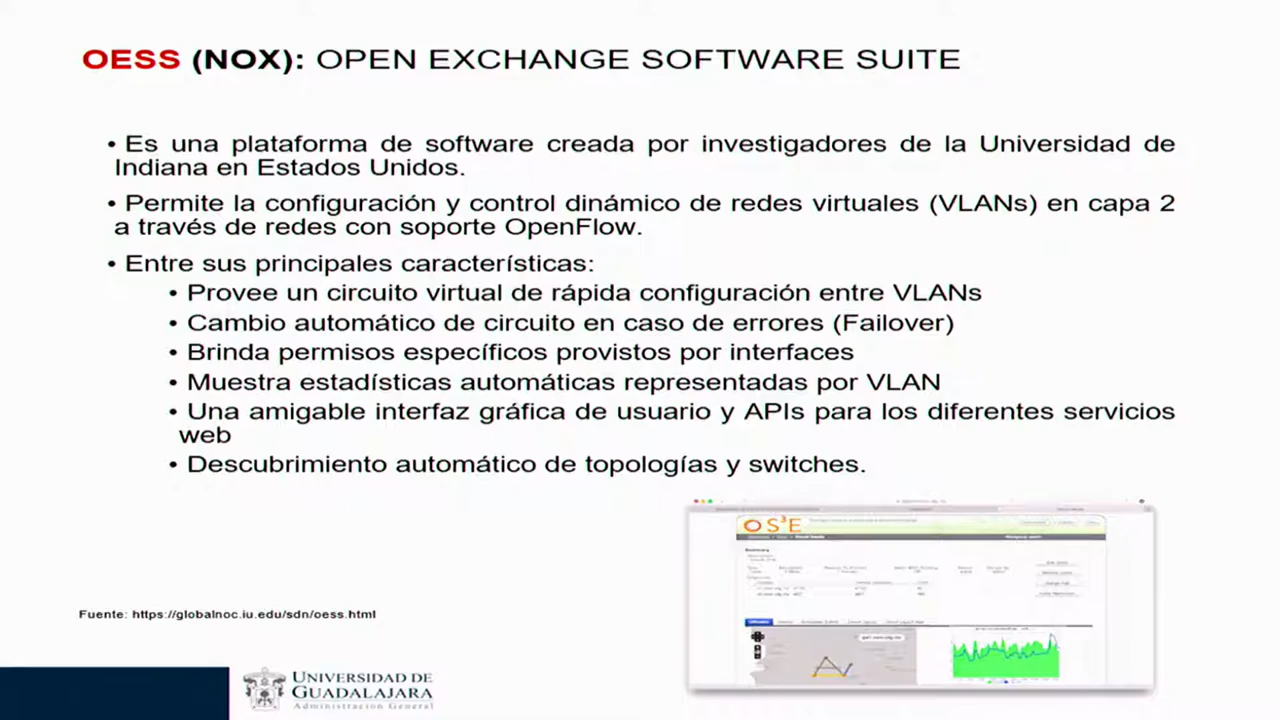 OESS (NOX): OPEN EXCHANGE SOFTWARE SUITE
• Es una plataforma de software creada por investigadores de la Universidad de
Indiana en Estados Unidos.
• Permite la configuración y control dinámico de redes virtuales (VLANs) en capa 2
a través de redes con soporte OpenFlow.
• Entre sus principales características:
• Provee un circuito virtual de rápida configuración entre VLANs
• Cambio automático de circuito en caso de errores (Failover)
• Brinda permisos específicos provistos por interfaces
• Muestra estadísticas automáticas representadas por VLAN
• Una amigable interfaz gráfica de usuario y APIs para los diferentes servicios
web
• Descubrimiento automático de topologías y switches.
OS3E
Fuente: https://globalnoc.iu.edu/sdn/oess.html
UNIVERSIDAD DE
GUADALAJARA
Administración General